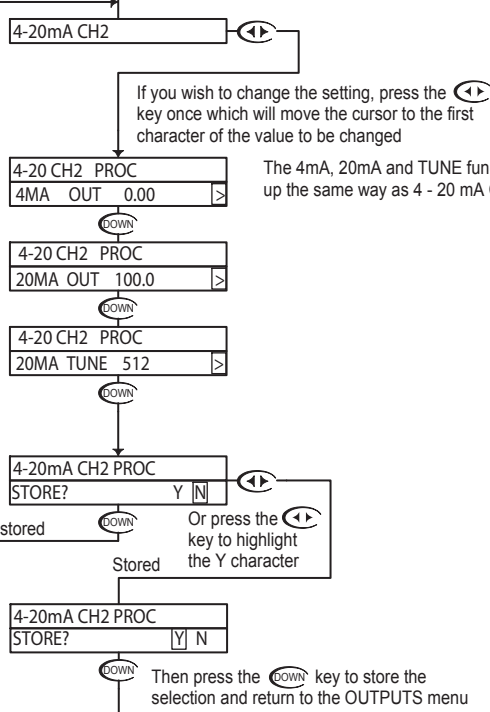 4-20mA CH2
If you wish to change the setting, press the
key once which will move the cursor to the first
character of the value to be changed
4-20 CH2 PROC
4MA OUT 0.00 >
The 4mA, 20mA and TUNE
up the same way as 4 - 20 mA
DOWN
4-20 CH2 PROC
20MA OUT 100.0 >
DOWN
4-20 CH2 PROC
20MA TUNE 512 >
DOWN
4-20mA CH2 PROC
STORE? Y N
stored
DOWN
Or press the
key to highlight
the Y character
Stored
4-20mA CH2 PROC
STORE? Y N
DOWN
Then press the DOWN key to store the
selection and return to the OUTPUTS menu